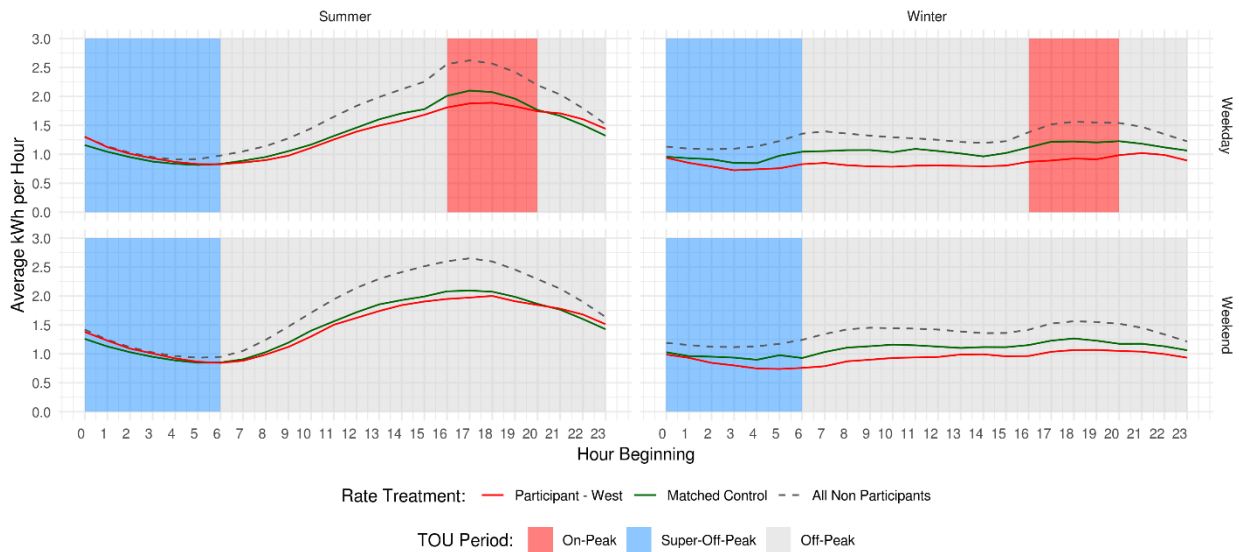 Summer
Winter
Average kWh per Hour
3.0
2.5
2.0
1.5
1.0
0.5
0.0
Weekday
3.0
2.5
2.0
1.5
1.0
0.5
0.0
Weekend
0 1 2 3 4 5 6 7 8 9 10 11 12 13 14 15 16 17 18 19 20 21 22 23
0 1 2 3 4 5 6 7 8 9 10 11 12 13 14 15 16 17 18 19 20 21 22 23
Hour Beginning
Rate Treatment: Participant - West Matched Control All Non Participants
TOU Period: On-Peak Super-Off-Peak Off-Peak